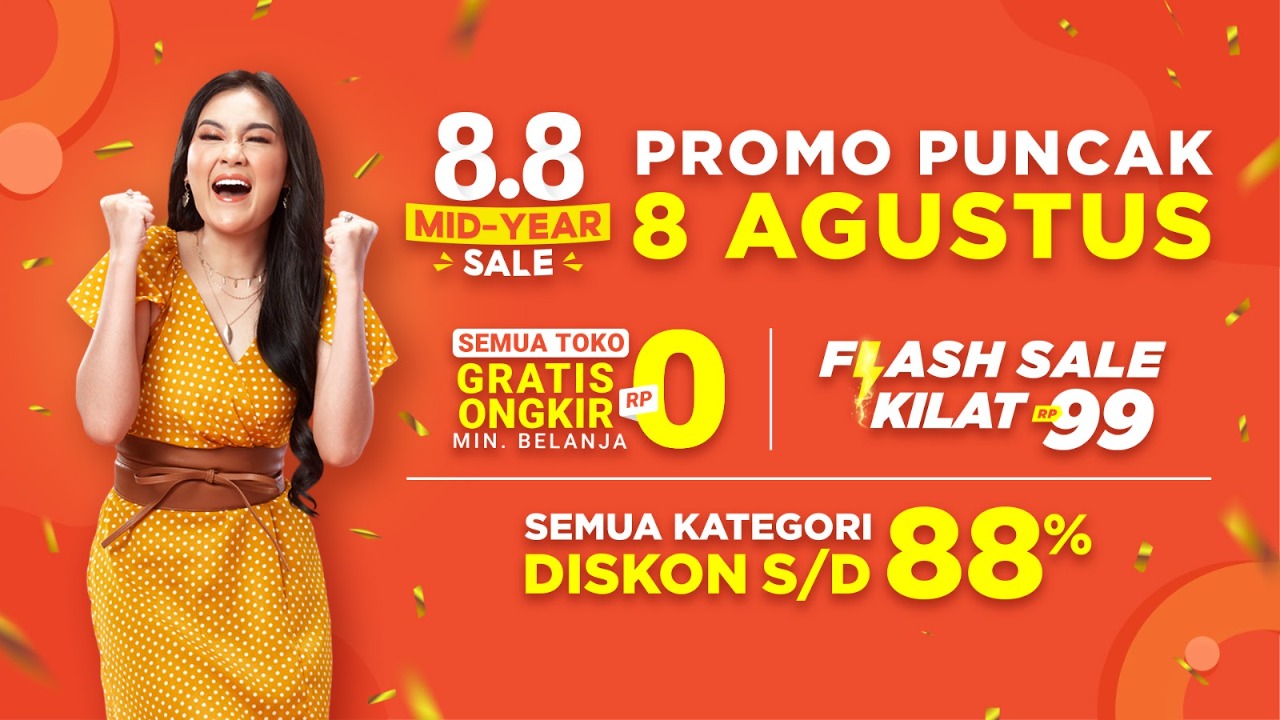 8.8
MID-YEAR
SALE
PROMO PUNCAK
8 AGUSTUS
SEMUA TOKO
GRATIS
ONGKIR RP 0
MIN. BELANJA
FLASH SALE
KILAT RP 99
SEMUA KATEGORI
DISKON S/D 88%